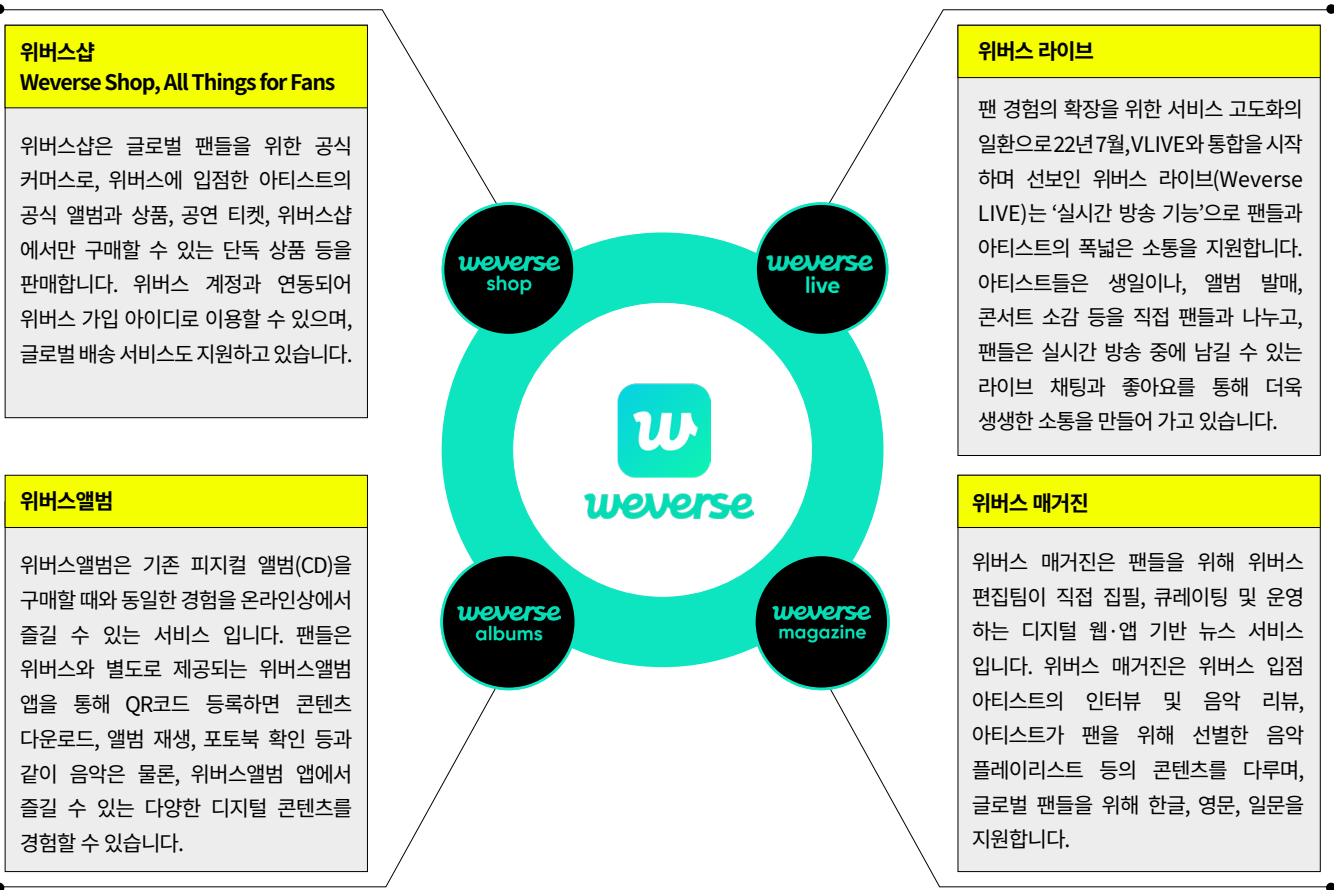 위버스샵
Weverse Shop, All Things for Fans
위버스샵은 글로벌 팬들을 위한 공식
커머스로, 위버스에 입점한 아티스트의
공식 앨범과 상품, 공연 티켓, 위버스샵
에서만 구매할 수 있는 단독 상품 등을
판매합니다. 위버스 계정과 연동되어
위버스 가입 아이디로 이용할 수 있으며,
글로벌 배송 서비스도 지원하고 있습니다.
위버스 라이브
팬 경험의 확장을 위한 서비스 고도화의
일환으로 22년 7월, VLIVE와 통합을 시작
하며 선보인 위버스 라이브(Weverse
LIVE)는 ‘실시간 방송 기능’으로 팬들과
아티스트의 폭넓은 소통을 지원합니다.
아티스트들은 생일이나, 앨범 발매,
콘서트 소감 등을 직접 팬들과 나누고,
팬들은 실시간 방송 중에 남길 수 있는
라이브 채팅과 좋아요를 통해 더욱
생생한 소통을 만들어 가고 있습니다.
weverse
shop
weverse
live
w
weverse
weverse
albums
weverse
magazine
위버스앨범
위버스앨범은 기존 피지컬 앨범(CD)을
구매할 때와 동일한 경험을 온라인상에서
즐길 수 있는 서비스 입니다. 팬들은
위버스와 별도로 제공되는 위버스앨범
앱을 통해 QR코드 등록하면 콘텐츠
다운로드, 앨범 재생, 포토북 확인 등과
같이 음악은 물론, 위버스앨범 앱에서
즐길 수 있는 다양한 디지털 콘텐츠를
경험할 수 있습니다.
위버스 매거진
위버스 매거진은 팬들을 위해 위버스
편집팀이 직접 집필, 큐레이팅 및 운영
하는 디지털 웹·앱 기반 뉴스 서비스
입니다. 위버스 매거진은 위버스 입점
아티스트의 인터뷰 및 음악 리뷰,
아티스트가 팬을 위해 선별한 음악
플레이리스트 등의 콘텐츠를 다루며,
글로벌 팬들을 위해 한글, 영문, 일문을
지원합니다.